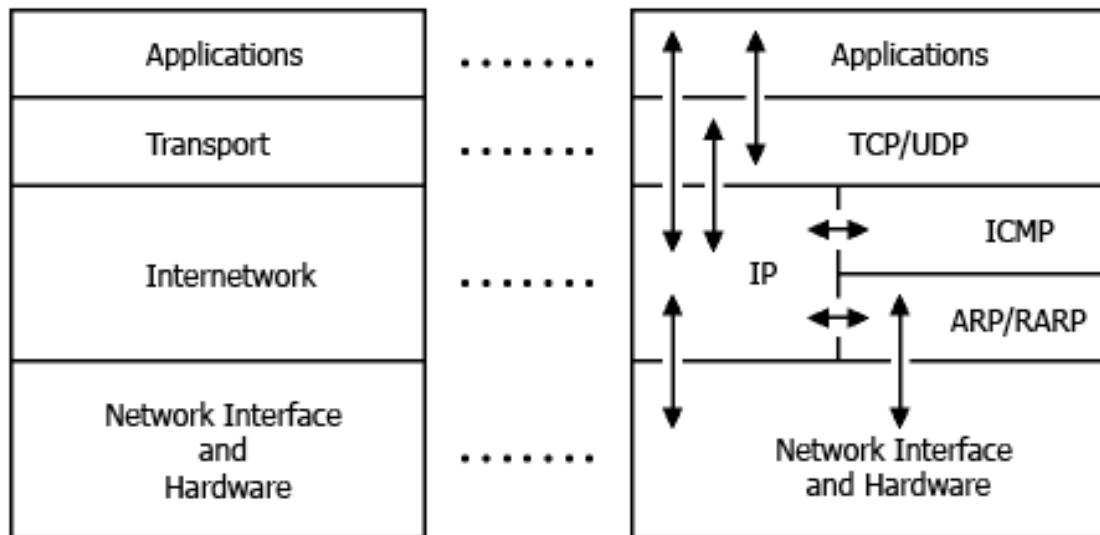 Applications
Applications
Transport
TCP/UDP
Internetwork
IP
ICMP
ARP/RARP
Network Interface
and
Hardware
Network Interface
and Hardware